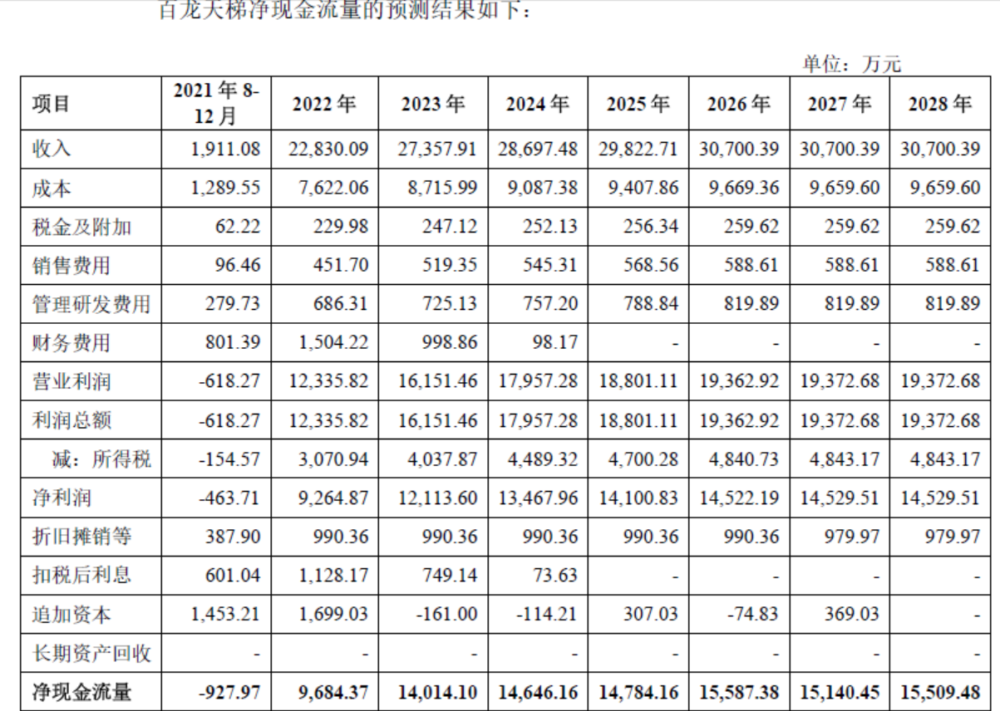 百龙天梯净现金流量的预测结果如下：
单位：万元
项目 2021 年 8-12 月 2022 年 2023 年 2024 年 2025 年 2026 年 2027 年 2028 年
收入 1,911.08 22,830.09 27,357.91 28,697.48 29,822.71 30,700.39 30,700.39 30,700.39
成本 1,289.55 7,622.06 8,715.99 9,087.38 9,407.86 9,669.36 9,659.60 9,659.60
税金及附加 62.22 229.98 247.12 252.13 256.34 259.62 259.62 259.62
销售费用 96.46 451.70 519.35 545.31 568.56 588.61 588.61 588.61
管理研发费用 279.73 686.31 725.13 757.20 788.84 819.89 819.89 819.89
财务费用 801.39 1,504.22 998.86 98.17 - - - -
营业利润 -618.27 12,335.82 16,151.46 17,957.28 18,801.11 19,362.92 19,372.68 19,372.68
利润总额 -618.27 12,335.82 16,151.46 17,957.28 18,801.11 19,362.92 19,372.68 19,372.68
减：所得税 -154.57 3,070.94 4,037.87 4,489.32 4,700.28 4,840.73 4,843.17 4,843.17
净利润 -463.71 9,264.87 12,113.60 13,467.96 14,100.83 14,522.19 14,529.51 14,529.51
折旧摊销等 387.90 990.36 990.36 990.36 990.36 990.36 979.97 979.97
扣税后利息 601.04 1,128.17 749.14 73.63 - - - -
追加资本 1,453.21 1,699.03 -161.00 -114.21 307.03 -74.83 369.03 -
长期资产回收 - - - - - - - -
净现金流量 -927.97 9,684.37 14,014.10 14,646.16 14,784.16 15,587.38 15,140.45 15,509.48